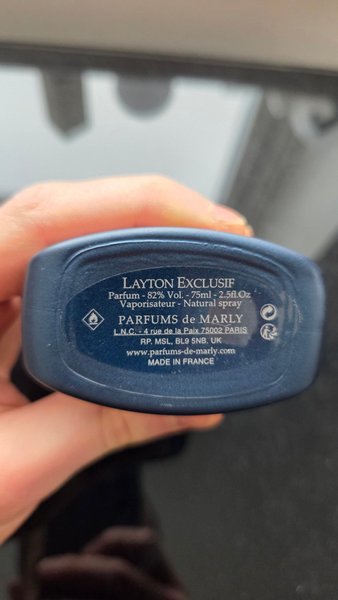 LAYTON EXCLUSIF
Parfum - 82% Vol. - 75ml - 2.5fl.Oz
Vaporisateur - Natural spray
PARFUMS de MARLY
L.N.C. - 4 rue de la Paix 75002 PARIS
RP. MSL, BL9 5NB. UK
www.parfums-de-marly.com
MADE IN FRANCE